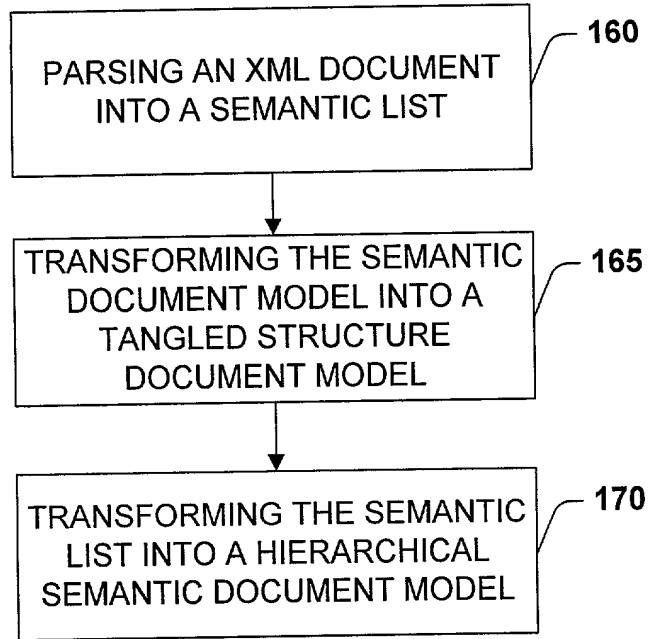 PARSING AN XML DOCUMENT
INTO A SEMANTIC LIST
160
TRANSFORMING THE SEMANTIC
DOCUMENT MODEL INTO A
TANGLED STRUCTURE
DOCUMENT MODEL
165
TRANSFORMING THE SEMANTIC
LIST INTO A HIERARCHICAL
SEMANTIC DOCUMENT MODEL
170